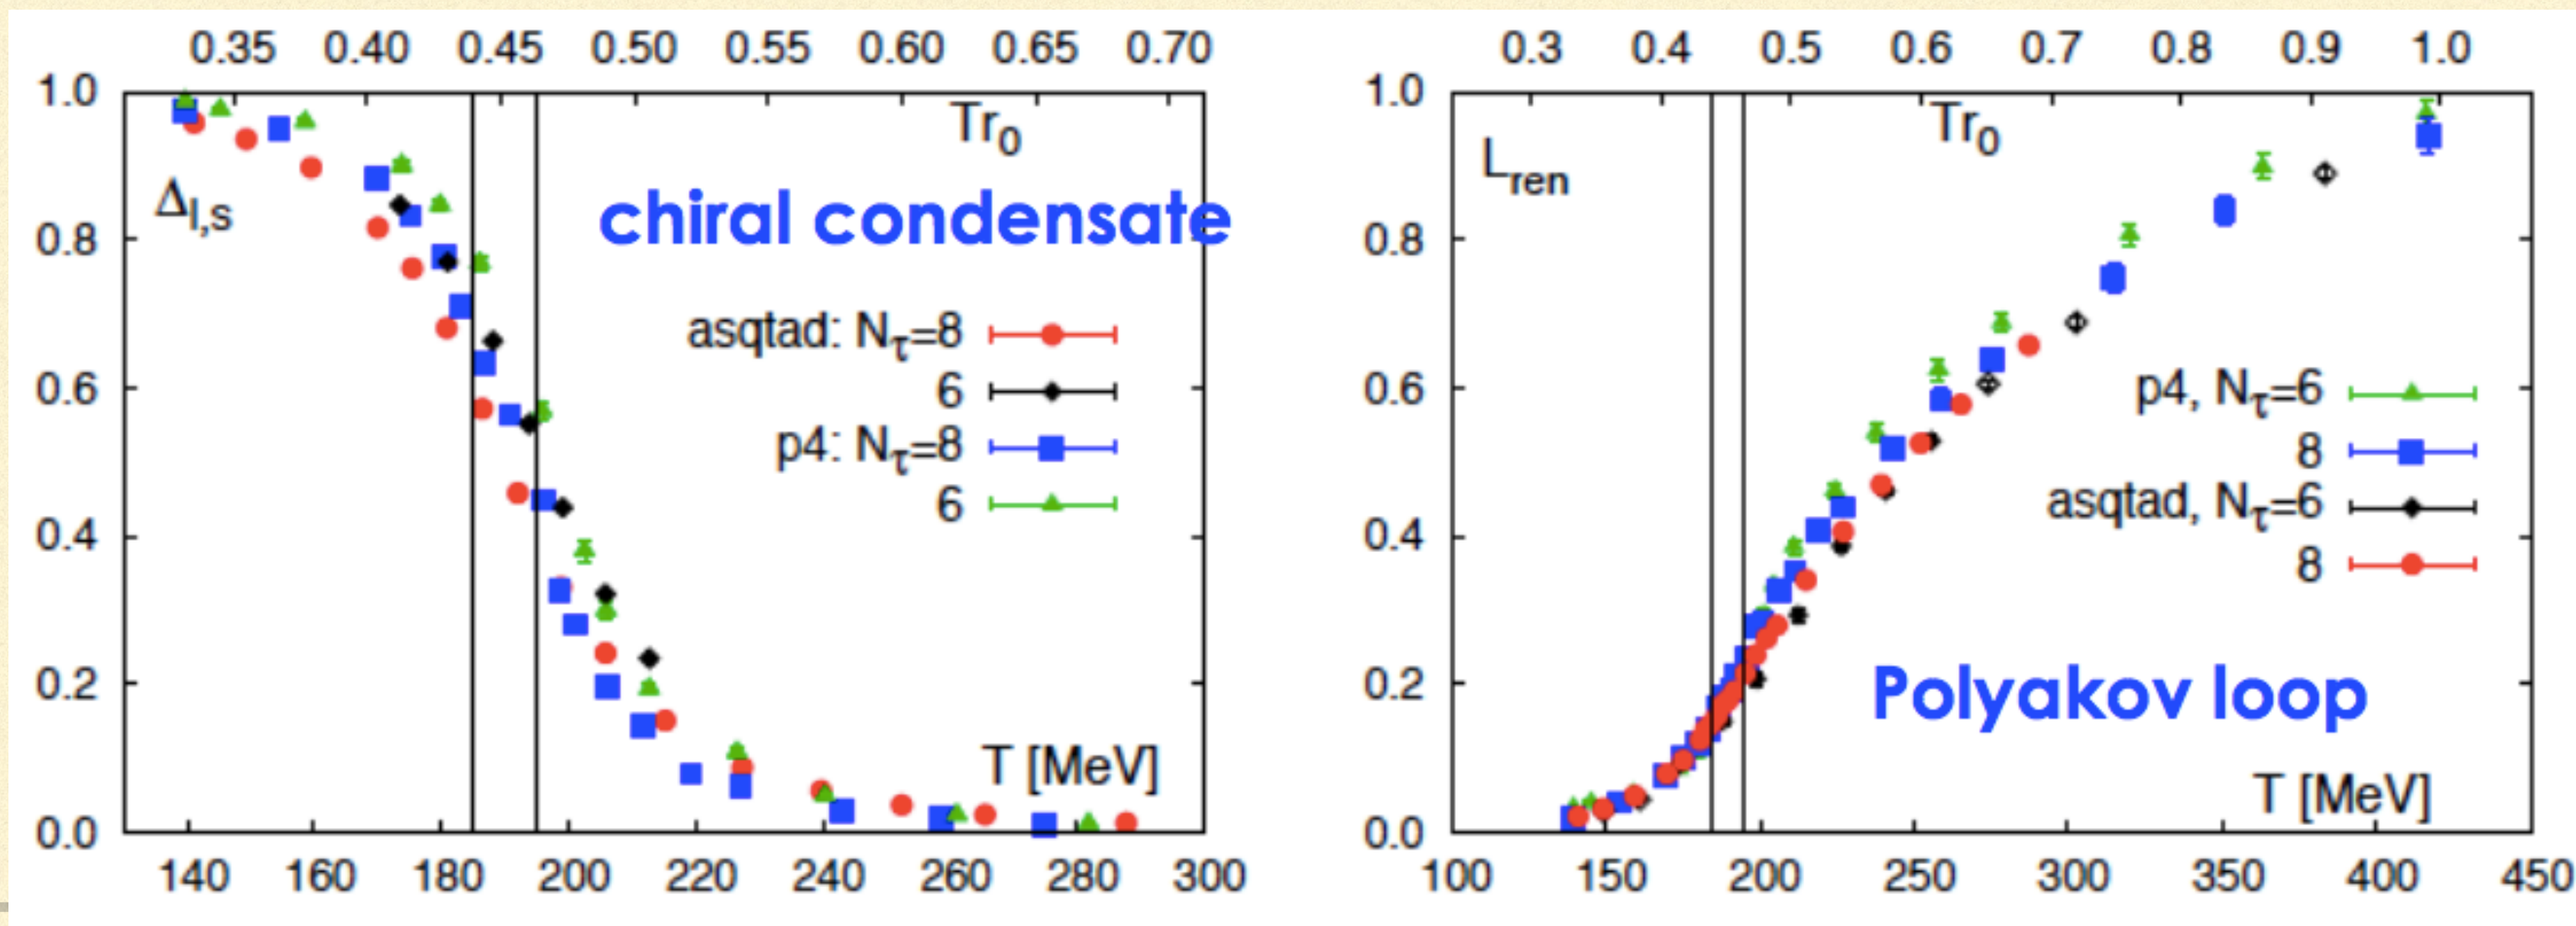 0.35 0.40 0.45 0.50 0.55 0.60 0.65 0.70
1.0
0.8
0.6
0.4
0.2
0.0
Tr0
Δl,s
chiral condensate
asqtad: Nτ=8
6
p4: Nτ=8
6
T [MeV]
140 160 180 200 220 240 260 280 300
0.3 0.4 0.5 0.6 0.7 0.8 0.9 1.0
1.0
0.8
0.6
0.4
0.2
0.0
Tr0
Lren
p4, Nτ=6
8
asqtad, Nτ=6
8
Polyakov loop
T [MeV]
100 150 200 250 300 350 400 450